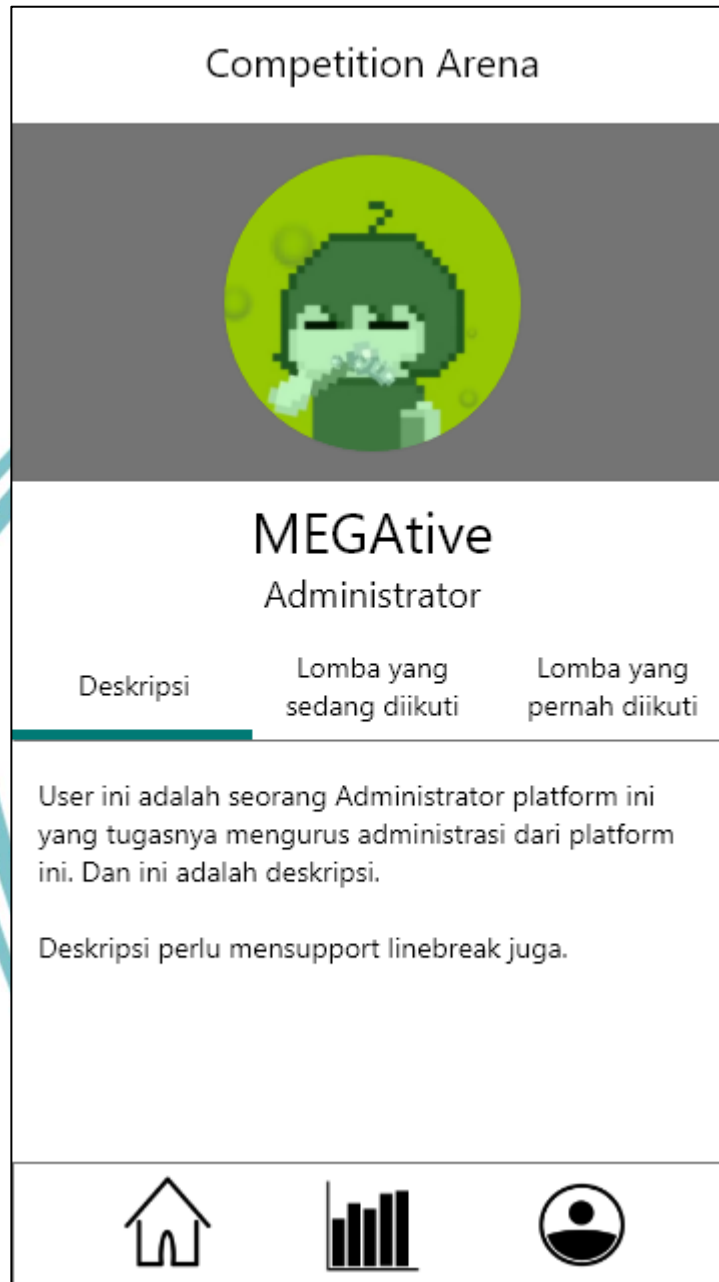 Competition Arena
MEGAtive
Administrator
Deskripsi
Lomba yang
sedang diikuti
Lomba yang
pernah diikuti
User ini adalah seorang Administrator platform ini
yang tugasnya mengurus administrasi dari platform
ini. Dan ini adalah deskripsi.
Deskripsi perlu mensupport linebreak juga.